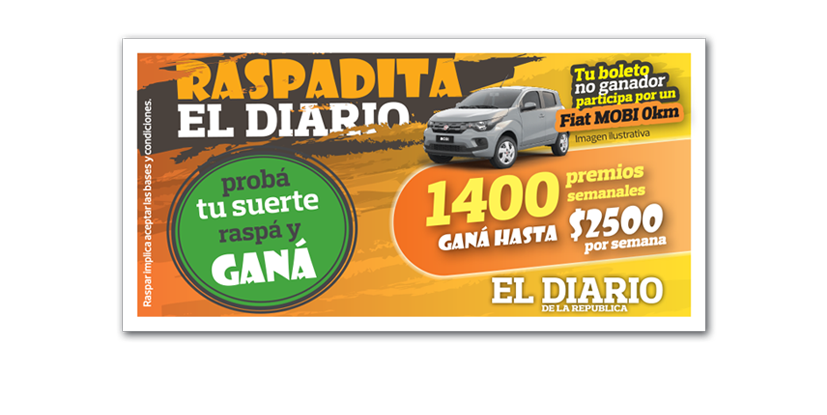 RASPADITA
EL DIARIO
Tu boleto
no ganador
participa por un
Fiat MOBI 0km
Imagen ilustrativa
Raspar implica aceptar las bases y condiciones.
probá
tu suerte
raspá y
GANÁ
1400 premios
semanales
GANÁ HASTA $2500
por semana
EL DIARIO
DE LA REPUBLICA